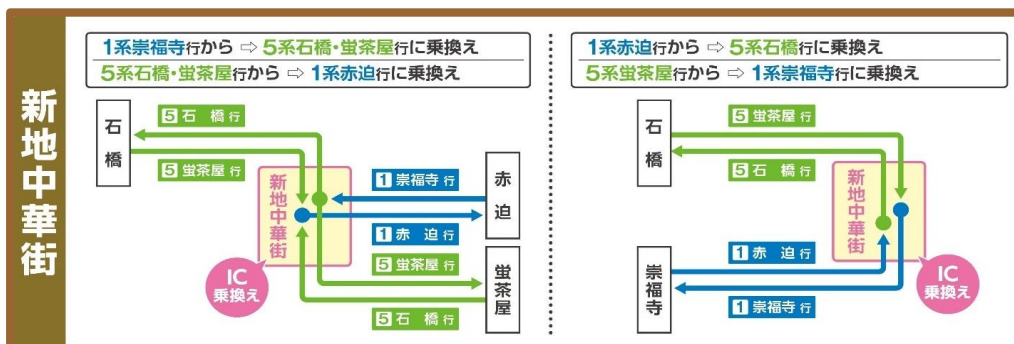 新地中華街
1系崇福寺行から ⇨ 5系石橋・蛍茶屋行に乗換え
5系石橋・蛍茶屋行から ⇨ 1系赤迫行に乗換え
石橋
5 石橋行
5 蛍茶屋行
新地中華街
1 崇福寺行
赤迫
1 赤迫行
5 蛍茶屋行
蛍茶屋
IC
乗換え
5 石橋行
1系赤迫行から ⇨ 5系石橋行に乗換え
5系蛍茶屋行から ⇨ 1系崇福寺行に乗換え
石橋
5 蛍茶屋行
5 石橋行
新地中華街
1 赤迫行
崇福寺
1 崇福寺行
IC
乗換え